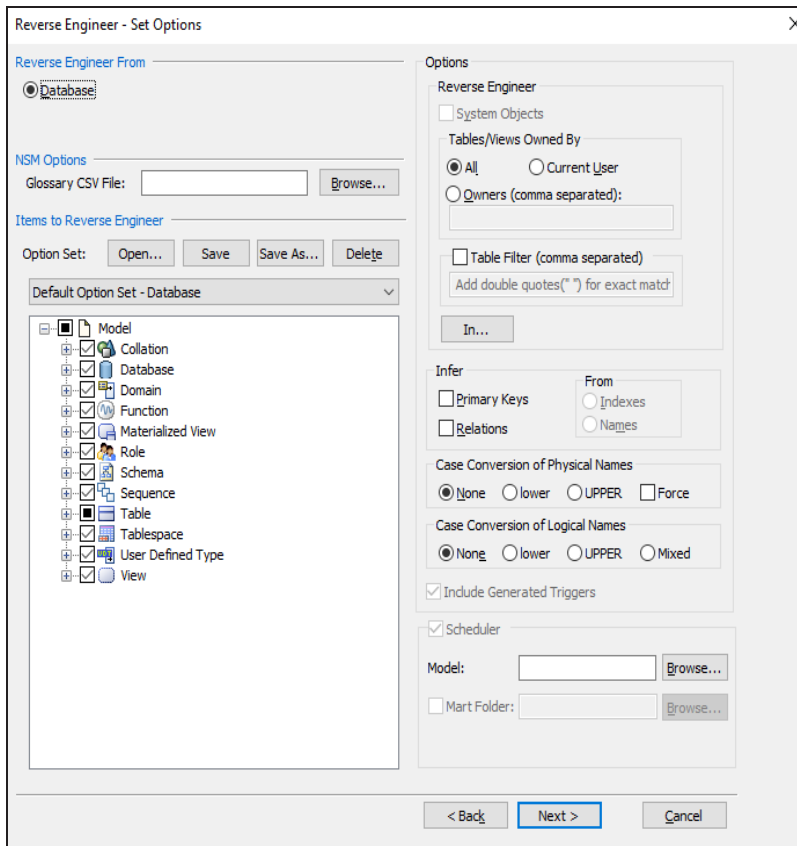 Reverse Engineer - Set Options
Reverse Engineer From
Database
NSM Options
Glossary CSV File:
Browse...
Items to Reverse Engineer
Option Set:
Open...
Save
Save As...
Delete
Default Option Set - Database
Model
Collation
Database
Domain
Function
Materialized View
Role
Schema
Sequence
Table
Tablespace
User Defined Type
View
Options
Reverse Engineer
System Objects
Tables/Views Owned By
All
Current User
Owners (comma separated):
Table Filter (comma separated)
Add double quotes(" ") for exact match
In...
Infer
Primary Keys
Relations
From
Indexes
Names
Case Conversion of Physical Names
None
lower
UPPER
Force
Case Conversion of Logical Names
None
lower
UPPER
Mixed
Include Generated Triggers
Scheduler
Model:
Browse...
Mart Folder:
Browse...
< Back
Next >
Cancel